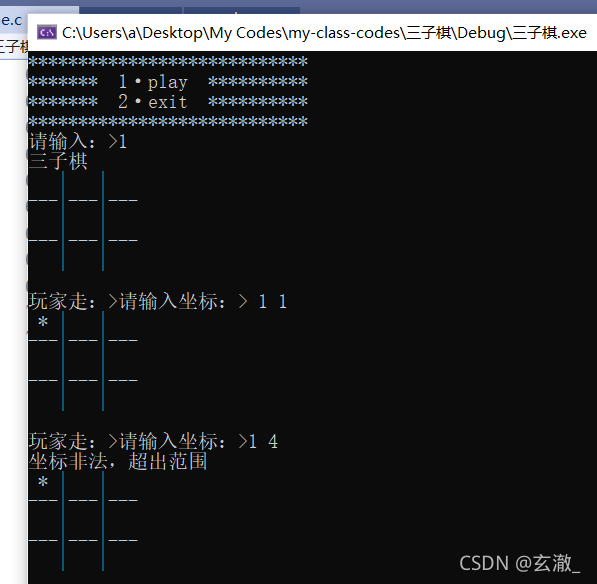 e.c
C:\Users\a\Desktop\My Codes\my-class-codes\三子棋\Debug\三子棋.exe
三子
****************************
******* 1·play **********
******* 2·exit **********
****************************
请输入：>1
三子棋
| |
---|---|---
| |
---|---|---
| |
玩家走：>请输入坐标：> 1 1
* | |
---|---|---
| |
---|---|---
| |
玩家走：>请输入坐标：>1 4
坐标非法，超出范围
* | |
---|---|---
| |
---|---|---
| |
CSDN @玄澈_